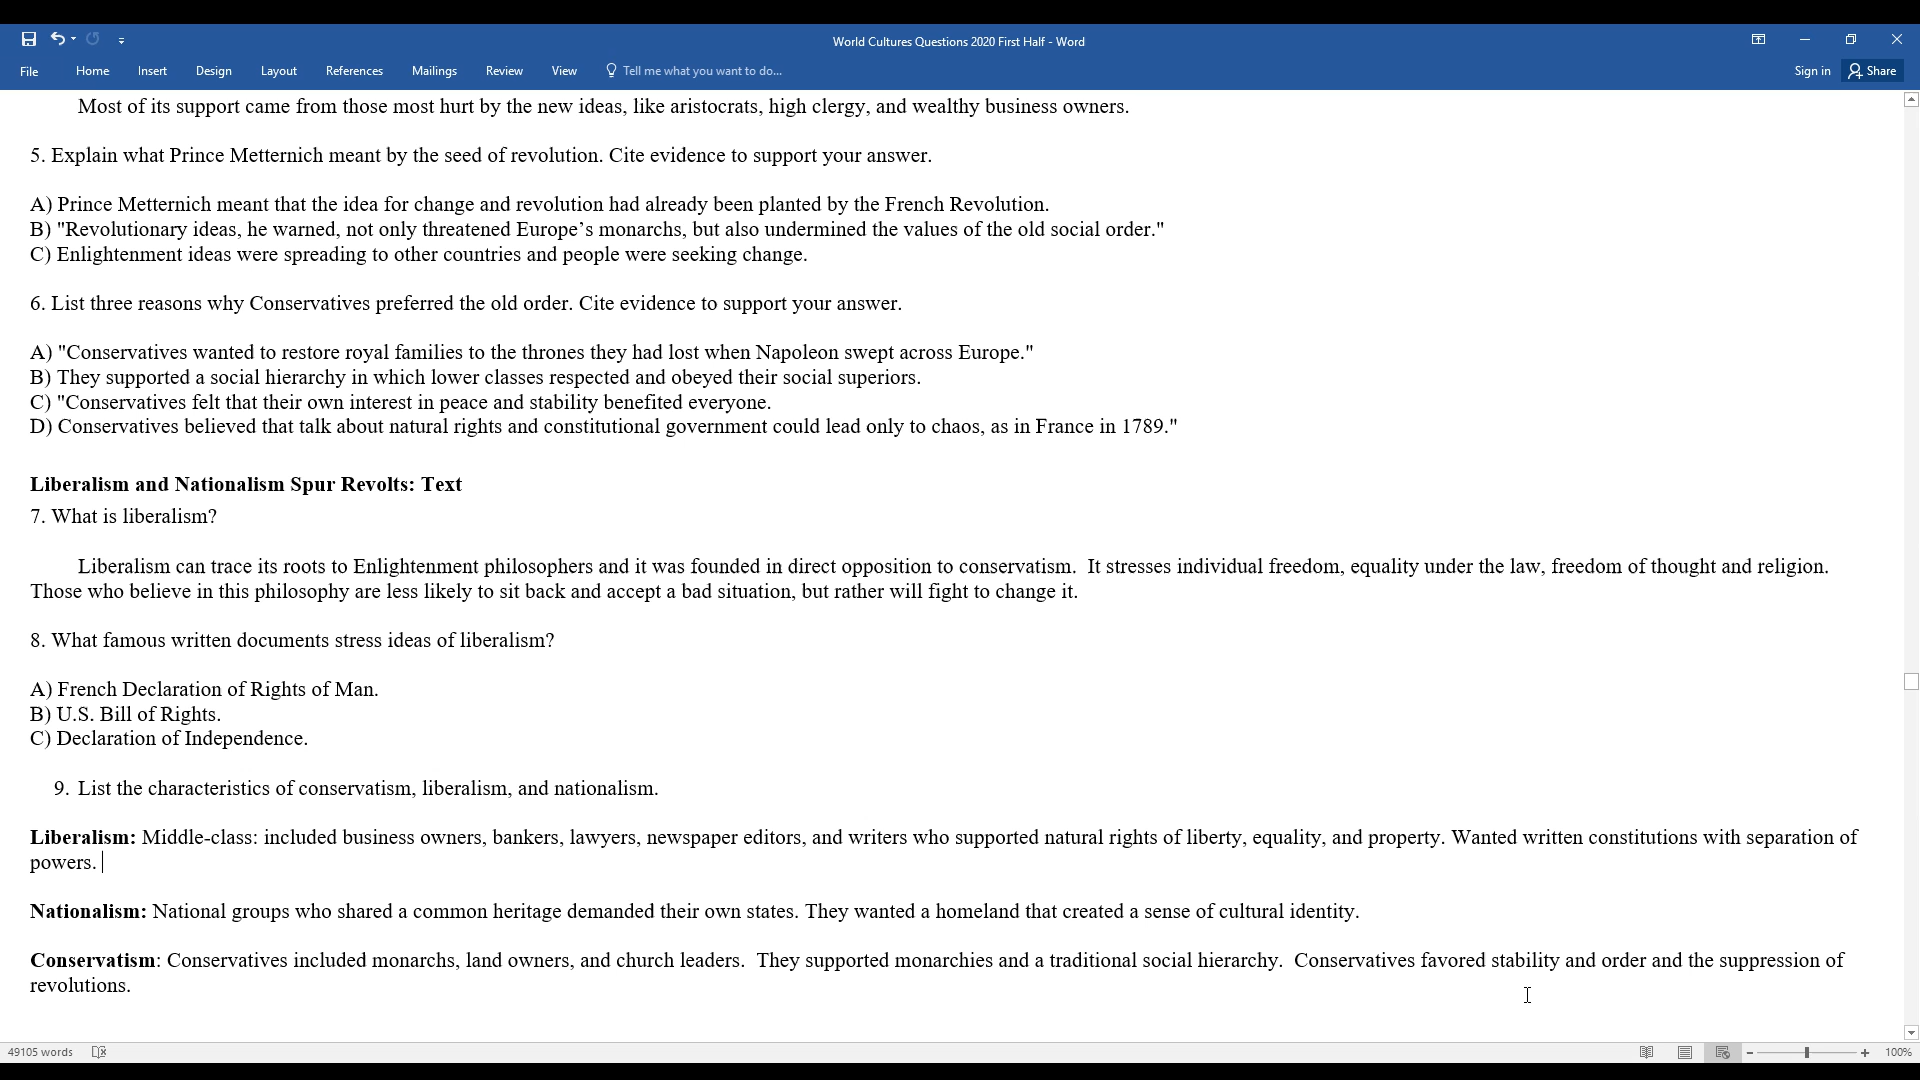 World Cultures Questions 2020 First Half - Word
File Home Insert Design Layout References Mailings Review View Tell me what you want to do... Sign in Share
Most of its support came from those most hurt by the new ideas, like aristocrats, high clergy, and wealthy business owners.
5. Explain what Prince Metternich meant by the seed of revolution. Cite evidence to support your answer.
A) Prince Metternich meant that the idea for change and revolution had already been planted by the French Revolution.
B) "Revolutionary ideas, he warned, not only threatened Europe’s monarchs, but also undermined the values of the old social order."
C) Enlightenment ideas were spreading to other countries and people were seeking change.
6. List three reasons why Conservatives preferred the old order. Cite evidence to support your answer.
A) "Conservatives wanted to restore royal families to the thrones they had lost when Napoleon swept across Europe."
B) They supported a social hierarchy in which lower classes respected and obeyed their social superiors.
C) "Conservatives felt that their own interest in peace and stability benefited everyone.
D) Conservatives believed that talk about natural rights and constitutional government could lead only to chaos, as in France in 1789."
Liberalism and Nationalism Spur Revolts: Text
7. What is liberalism?
Liberalism can trace its roots to Enlightenment philosophers and it was founded in direct opposition to conservatism.  It stresses individual freedom, equality under the law, freedom of thought and religion.
Those who believe in this philosophy are less likely to sit back and accept a bad situation, but rather will fight to change it.
8. What famous written documents stress ideas of liberalism?
A) French Declaration of Rights of Man.
B) U.S. Bill of Rights.
C) Declaration of Independence.
9. List the characteristics of conservatism, liberalism, and nationalism.
Liberalism: Middle-class: included business owners, bankers, lawyers, newspaper editors, and writers who supported natural rights of liberty, equality, and property. Wanted written constitutions with separation of
powers.
Nationalism: National groups who shared a common heritage demanded their own states. They wanted a homeland that created a sense of cultural identity.
Conservatism: Conservatives included monarchs, land owners, and church leaders.  They supported monarchies and a traditional social hierarchy.  Conservatives favored stability and order and the suppression of
revolutions.
49105 words 100%